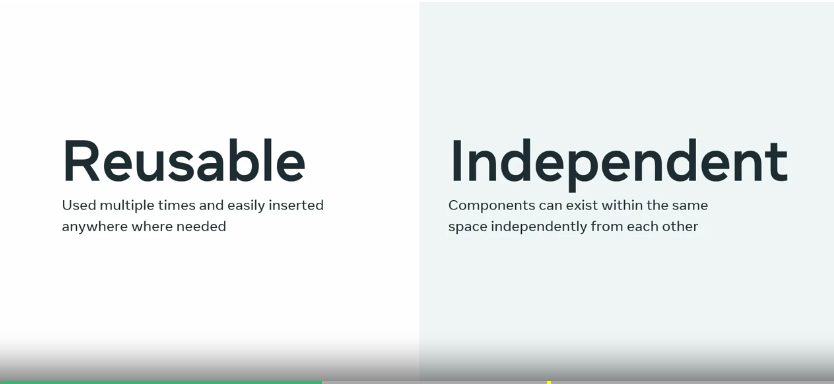 Reusable
Used multiple times and easily inserted
anywhere where needed
Independent
Components can exist within the same
space independently from each other